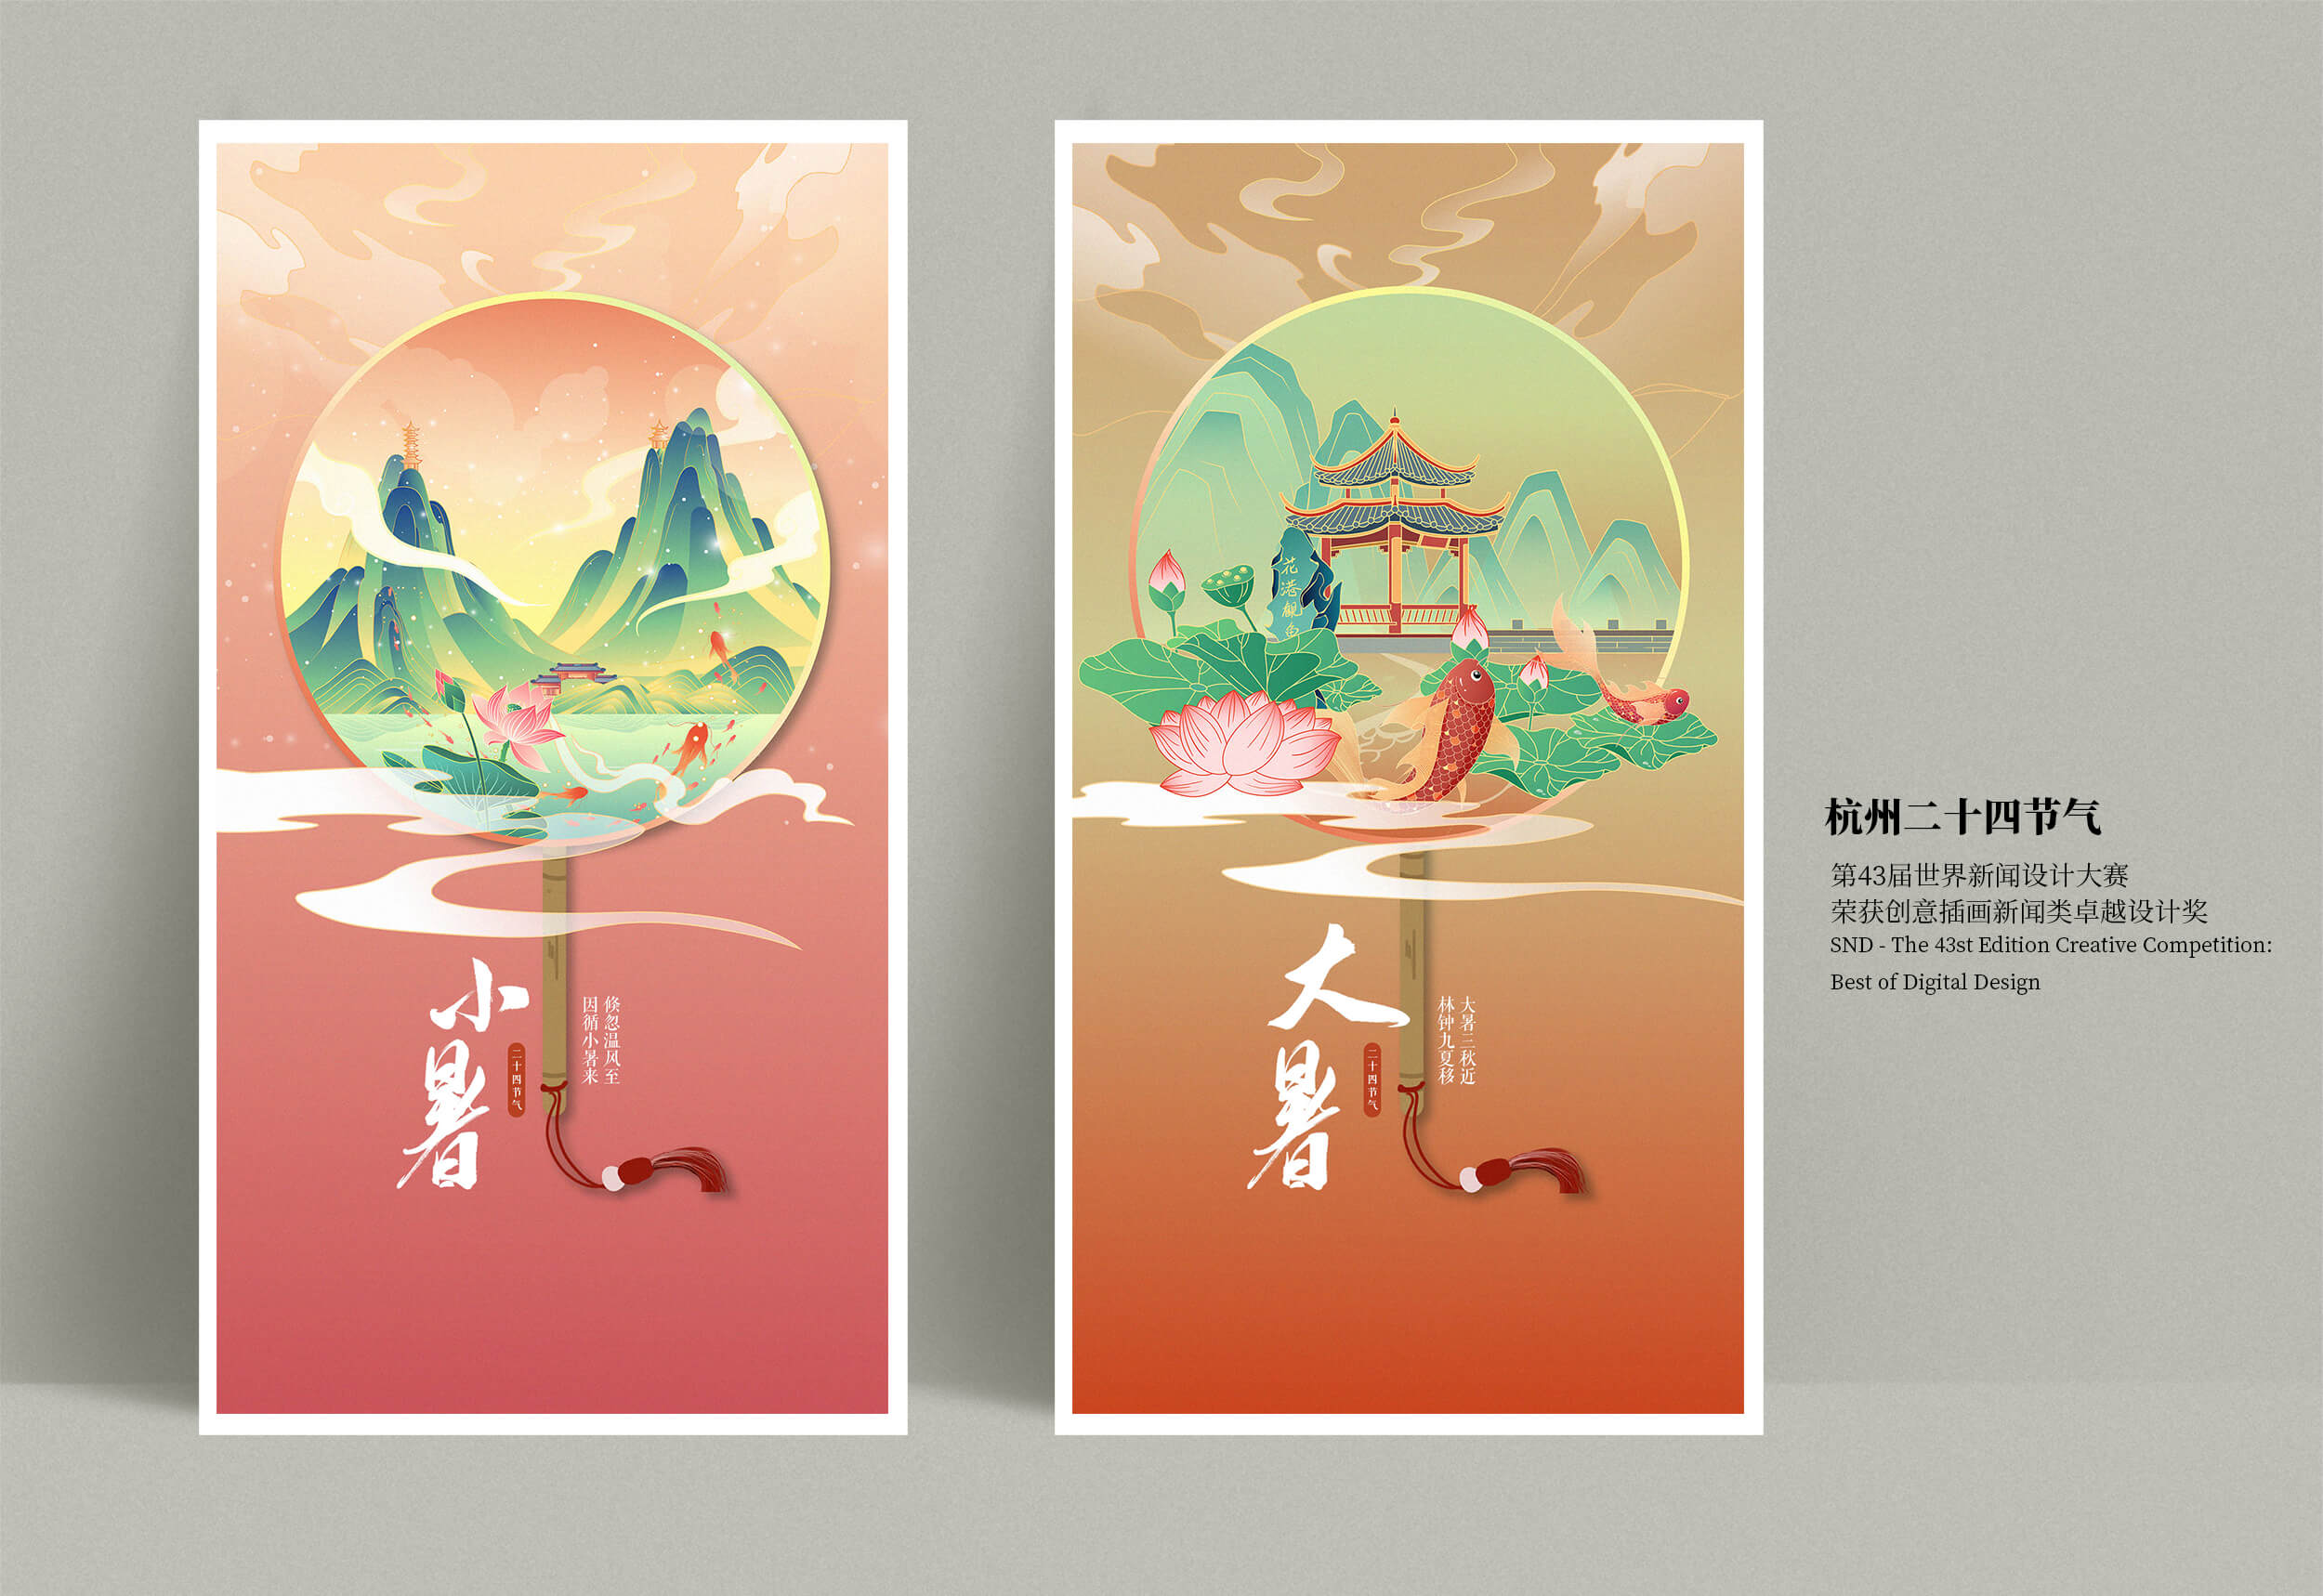 小暑
二十四节气
倏忽温风至
因循小暑来
花港观鱼
大暑
二十四节气
大暑三秋近
林钟九夏移
杭州二十四节气
第43届世界新闻设计大赛
荣获创意插画新闻类卓越设计奖
SND - The 43st Edition Creative Competition:
Best of Digital Design